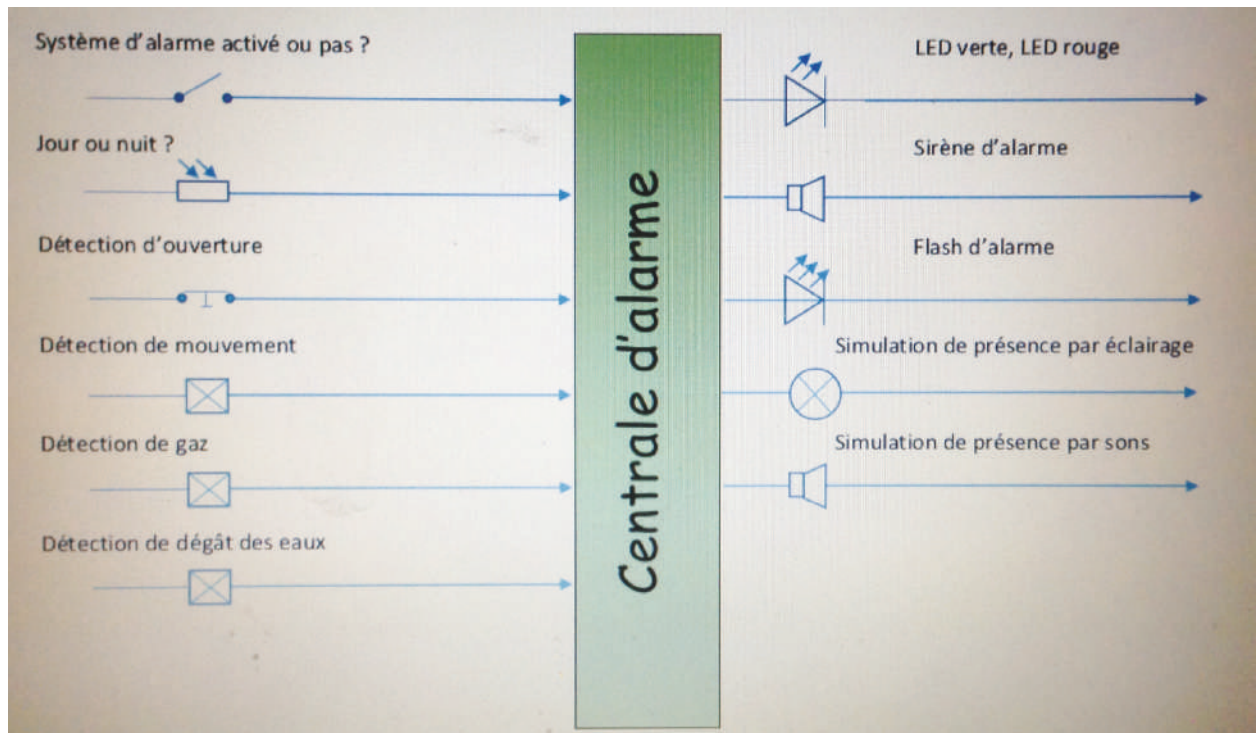 Système d'alarme activé ou pas ?
Jour ou nuit ?
Détection d'ouverture
Détection de mouvement
Détection de gaz
Détection de dégât des eaux
Centrale d'alarme
LED verte, LED rouge
Sirène d'alarme
Flash d'alarme
Simulation de présence par éclairage
Simulation de présence par sons